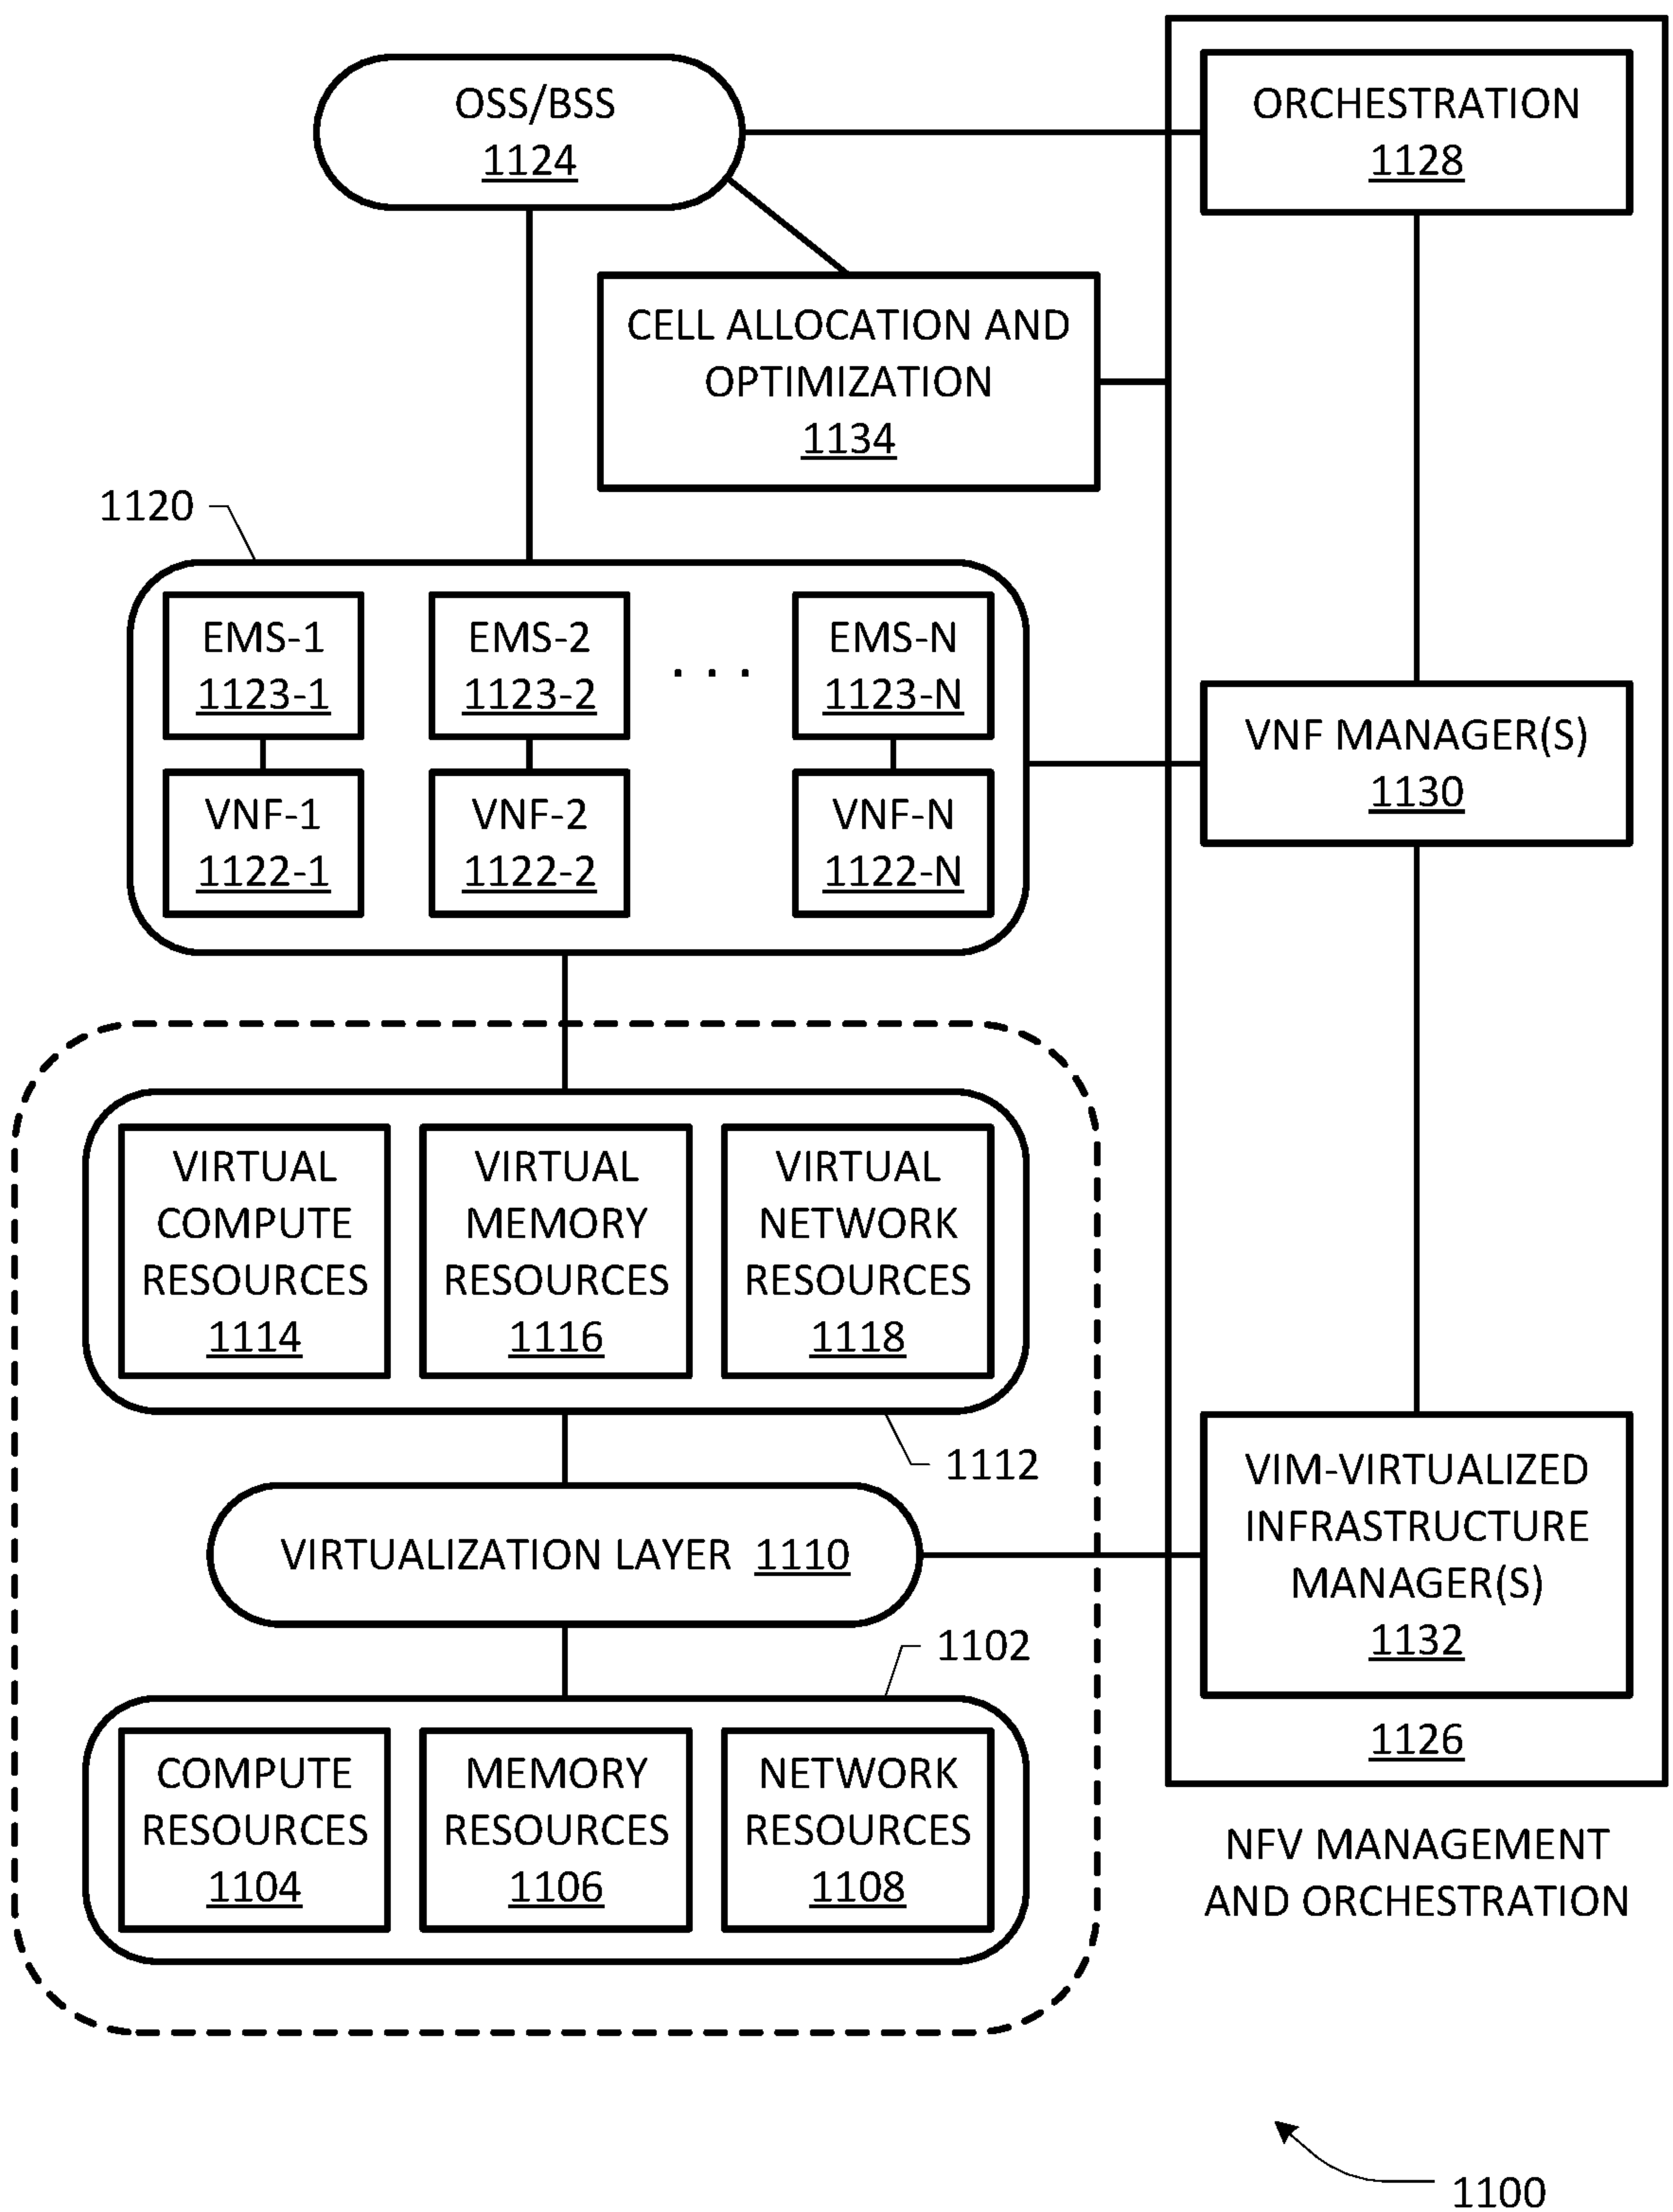 OSS/BSS
1124
ORCHESTRATION
1128
CELL ALLOCATION AND
OPTIMIZATION
1134
1120
EMS-1
1123-1
EMS-2
1123-2
. . .
EMS-N
1123-N
VNF-1
1122-1
VNF-2
1122-2
VNF-N
1122-N
VNF MANAGER(S)
1130
VIRTUAL
COMPUTE
RESOURCES
1114
VIRTUAL
MEMORY
RESOURCES
1116
VIRTUAL
NETWORK
RESOURCES
1118
1112
VIRTUALIZATION LAYER 1110
VIM-VIRTUALIZED
INFRASTRUCTURE
MANAGER(S)
1132
1126
1102
COMPUTE
RESOURCES
1104
MEMORY
RESOURCES
1106
NETWORK
RESOURCES
1108
NFV MANAGEMENT
AND ORCHESTRATION
1100